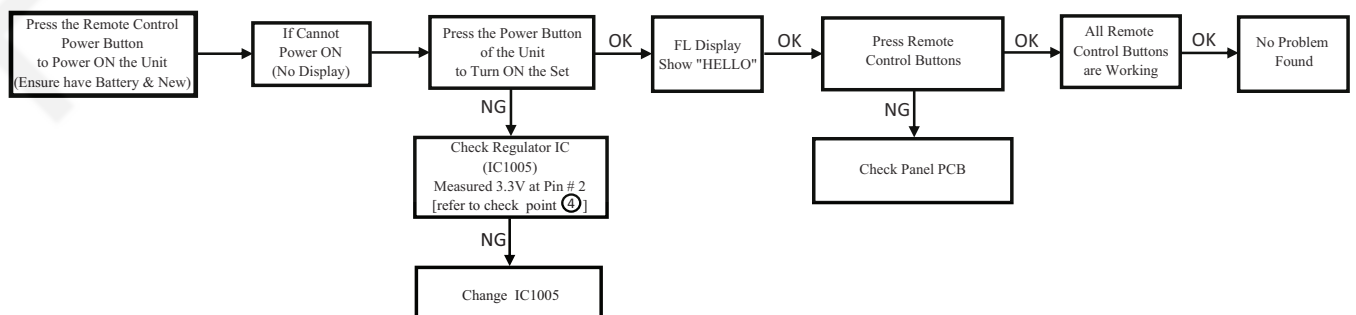 Press the Remote Control
Power Button
to Power ON the Unit
(Ensure have Battery & New)
If Cannot
Power ON
(No Display)
Press the Power Button
of the Unit
to Turn ON the Set
OK
FL Display
Show "HELLO"
OK
Press Remote
Control Buttons
OK
All Remote
Control Buttons
are Working
OK
No Problem
Found
NG
Check Regulator IC
(IC1005)
Measured 3.3V at Pin # 2
[refer to check point ④]
NG
Change IC1005
NG
Check Panel PCB